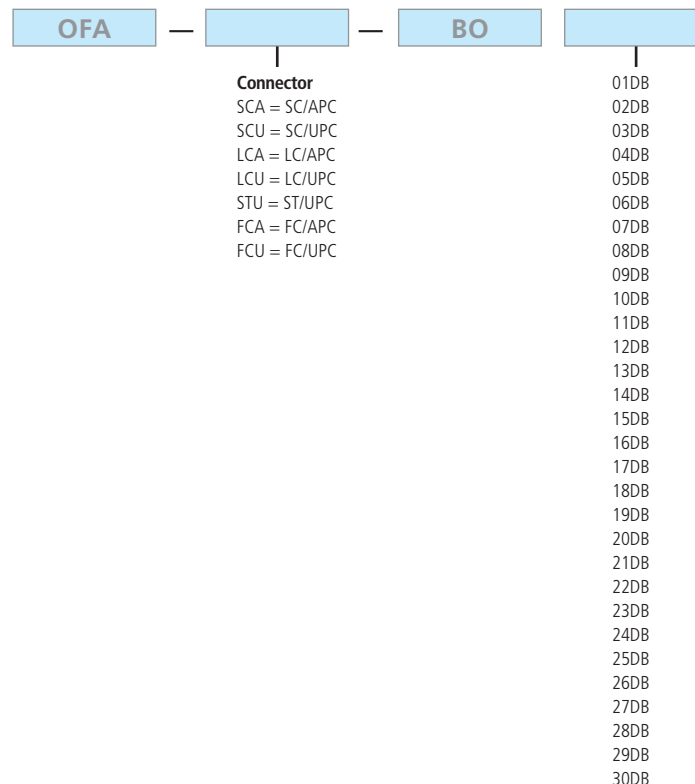 OFA — — BO
Connector
SCA = SC/APC
SCU = SC/UPC
LCA = LC/APC
LCU = LC/UPC
STU = ST/UPC
FCA = FC/APC
FCU = FC/UPC
01DB
02DB
03DB
04DB
05DB
06DB
07DB
08DB
09DB
10DB
11DB
12DB
13DB
14DB
15DB
16DB
17DB
18DB
19DB
20DB
21DB
22DB
23DB
24DB
25DB
26DB
27DB
28DB
29DB
30DB